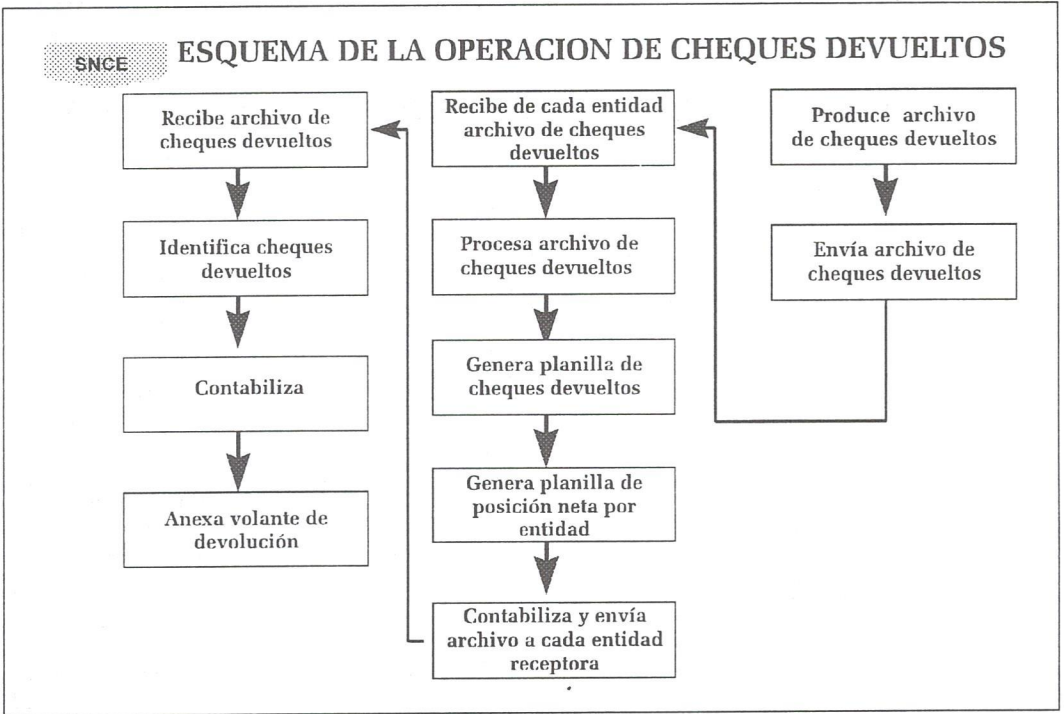 SNCE
ESQUEMA DE LA OPERACION DE CHEQUES DEVUELTOS
Recibe archivo de
cheques devueltos
Identifica cheques
devueltos
Contabiliza
Anexa volante de
devolución
Recibe de cada entidad
archivo de cheques
devueltos
Procesa archivo de
cheques devueltos
Genera planilla de
cheques devueltos
Genera planilla de
posición neta por
entidad
Contabiliza y envía
archivo a cada entidad
receptora
Produce archivo
de cheques devueltos
Envía archivo de
cheques devueltos